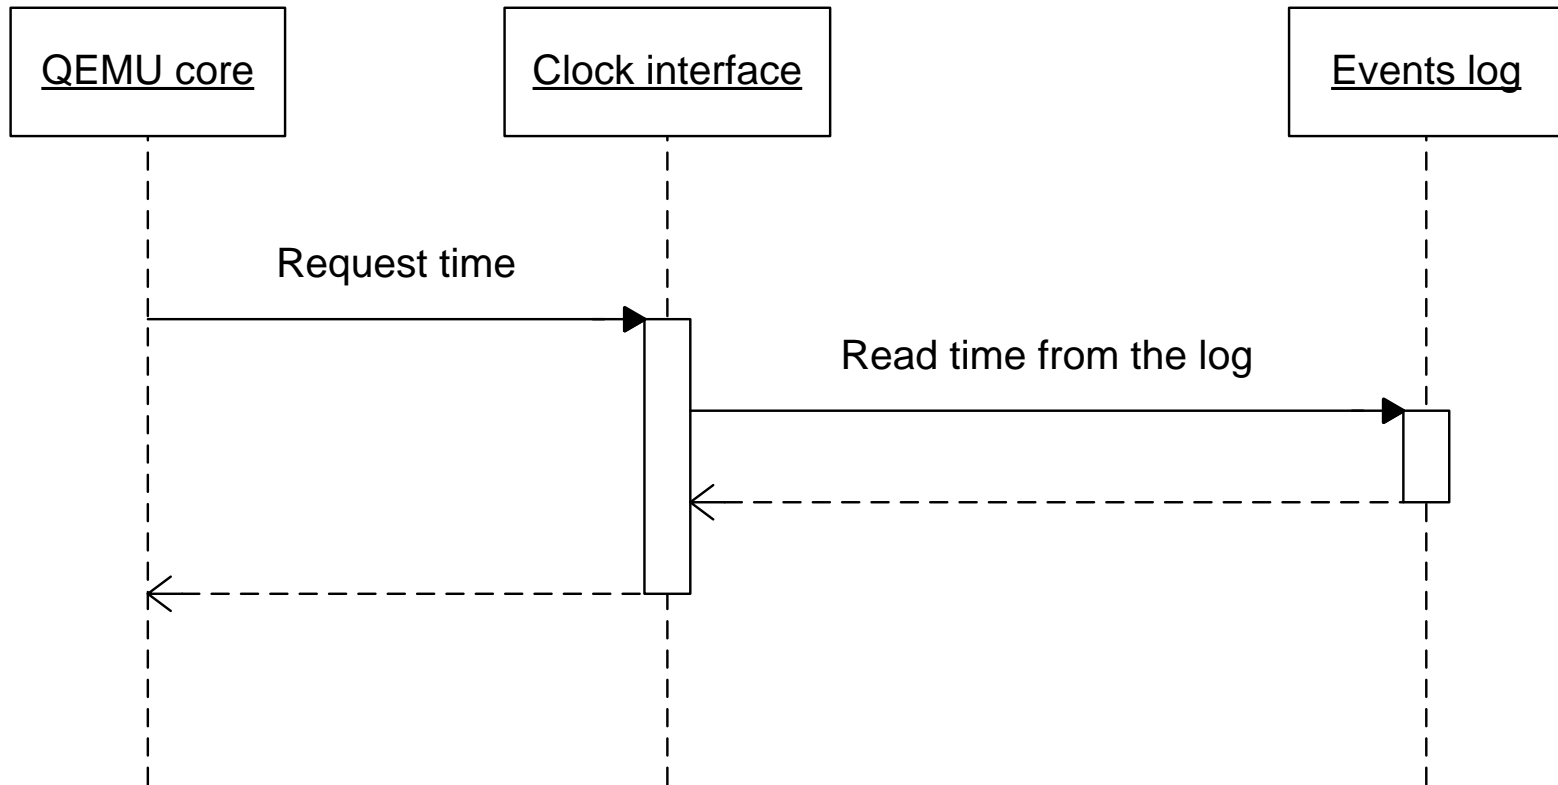 QEMU core
Clock interface
Events log
Request time
Read time from the log